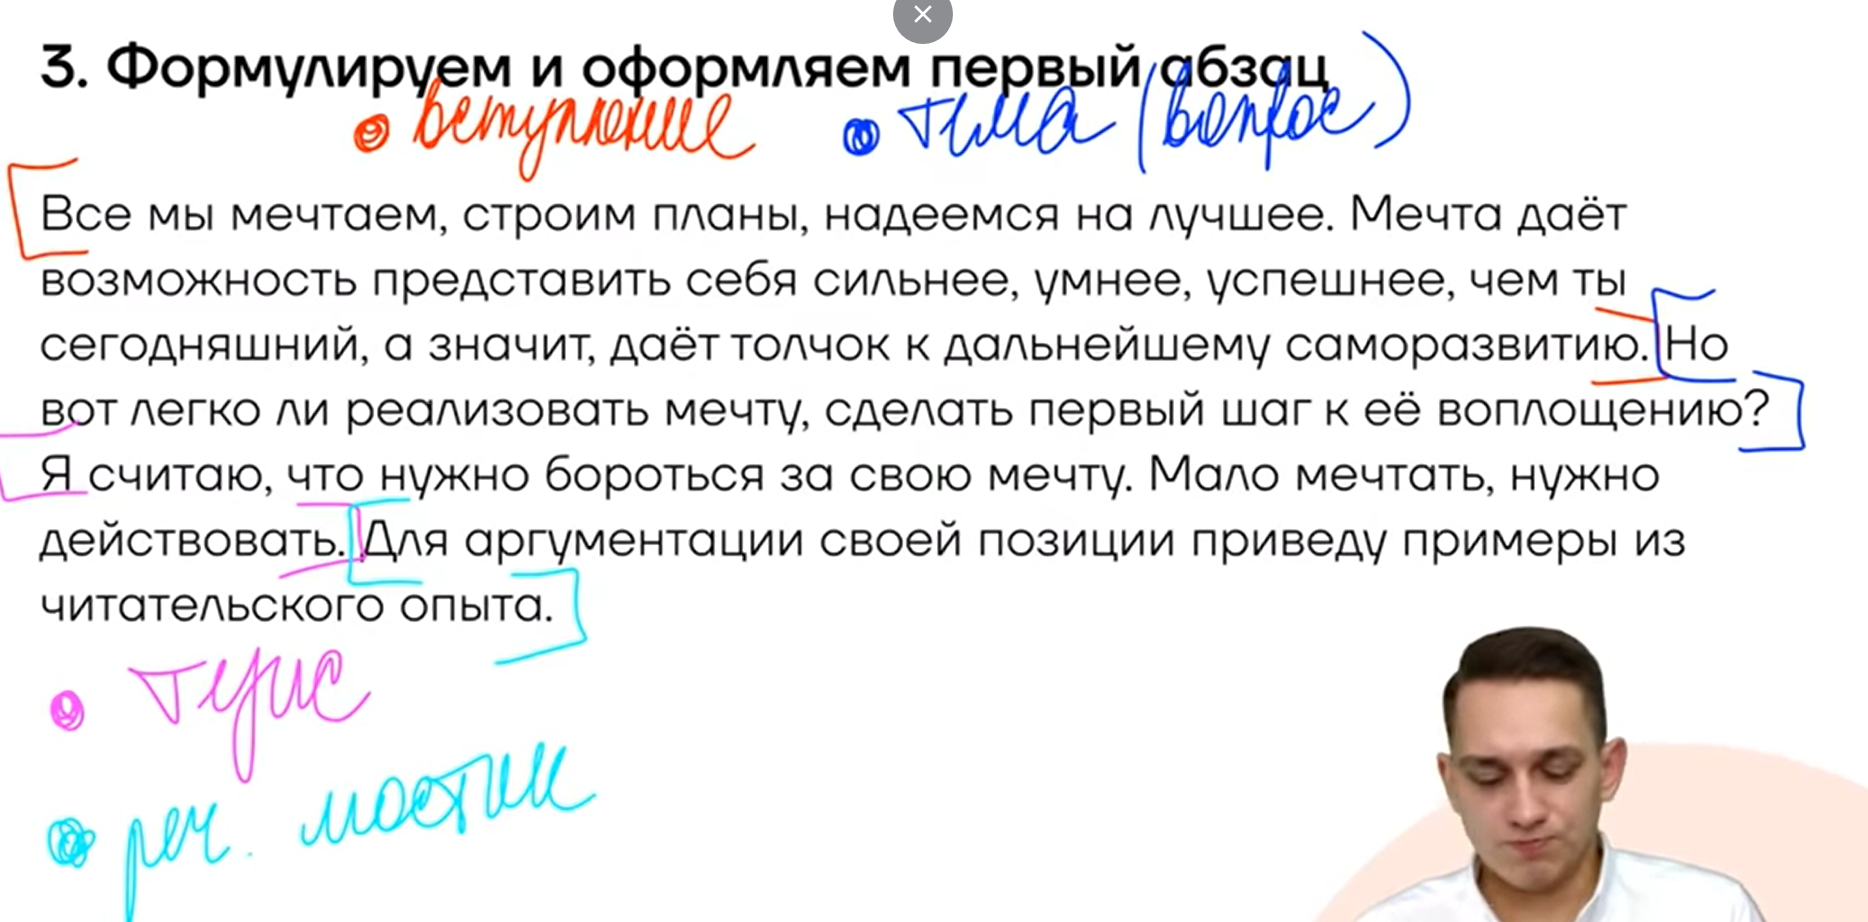 3. Формулируем и оформляем первый абзац
вступление тема (вопрос)
Все мы мечтаем, строим планы, надеемся на лучшее. Мечта даёт
возможность представить себя сильнее, умнее, успешнее, чем ты
сегодняшний, а значит, даёт толчок к дальнейшему саморазвитию. Но
вот легко ли реализовать мечту, сделать первый шаг к её воплощению?
Я считаю, что нужно бороться за свою мечту. Мало мечтать, нужно
действовать. Для аргументации своей позиции приведу примеры из
читательского опыта.
тезис
реч. мостик